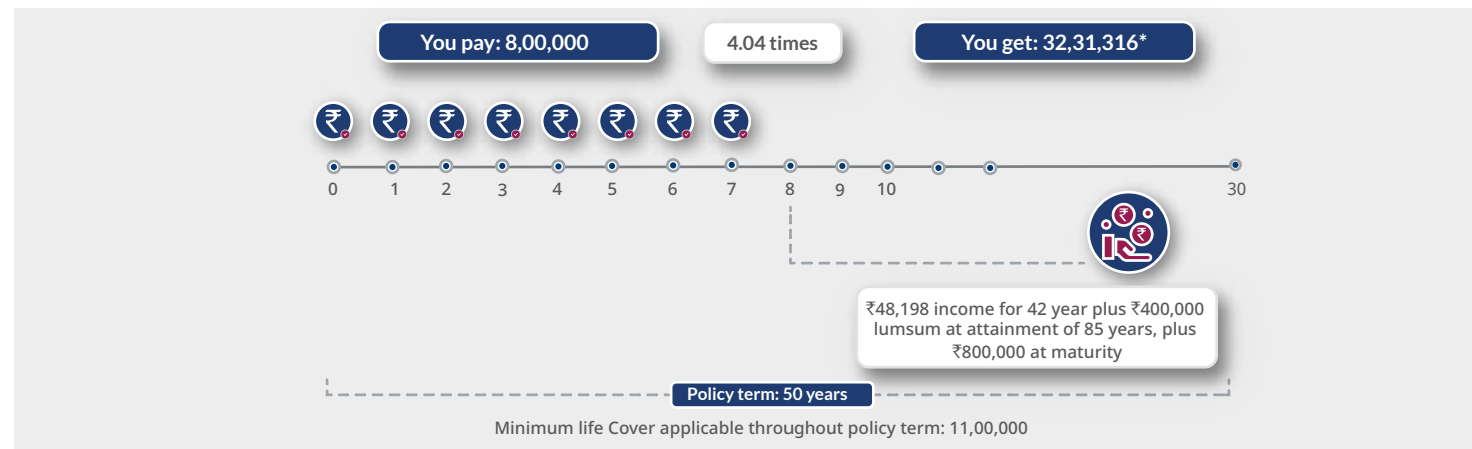 You pay: 8,00,000
4.04 times
You get: 32,31,316*
₹ ₹ ₹ ₹ ₹ ₹ ₹ ₹
0 1 2 3 4 5 6 7 8 9 10 30
₹ ₹
₹48,198 income for 42 year plus ₹400,000
lumsum at attainment of 85 years, plus
₹800,000 at maturity
Policy term: 50 years
Minimum life Cover applicable throughout policy term: 11,00,000